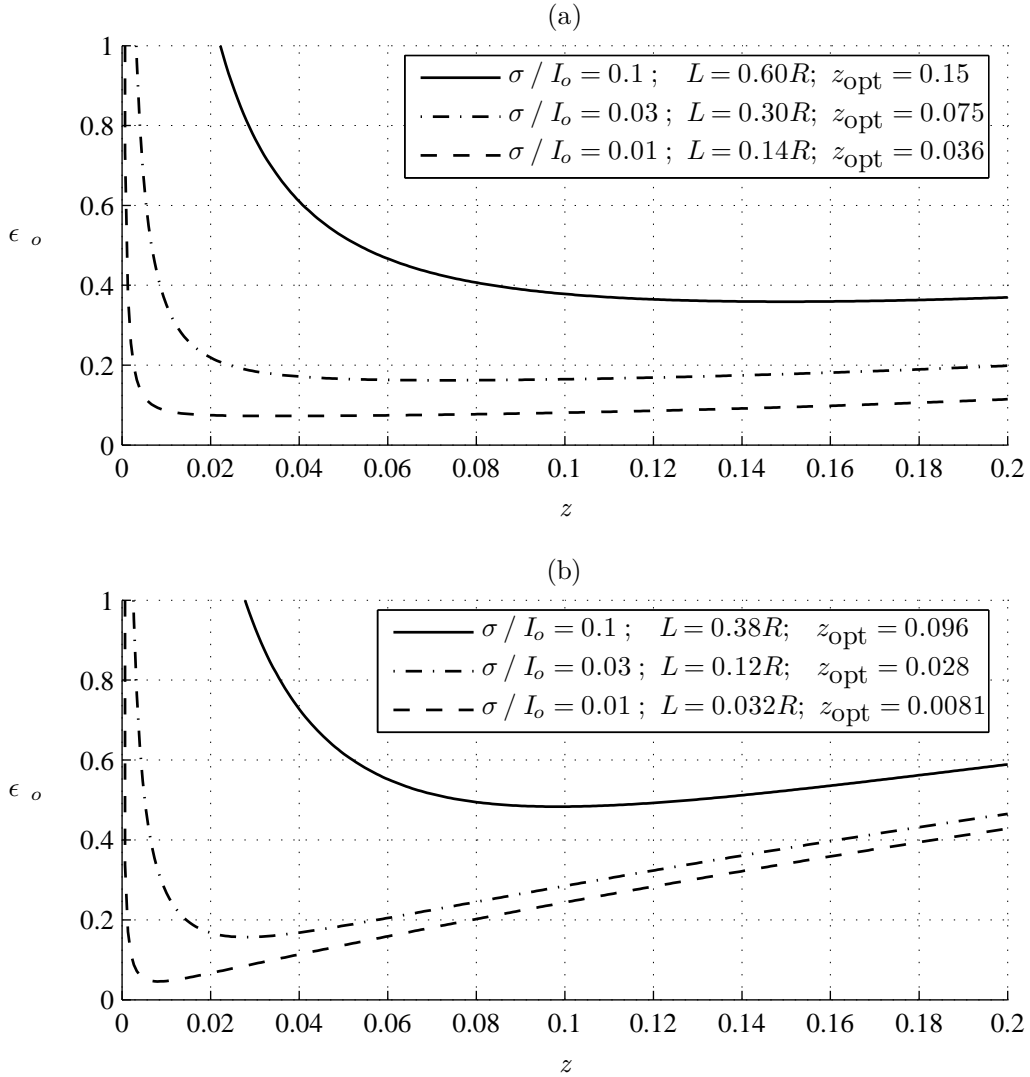 (a)
1
0.8
0.6
0.4
0.2
0
ϵ o
σ / I_o = 0.1 ; L = 0.60R; z_opt = 0.15
σ / I_o = 0.03 ; L = 0.30R; z_opt = 0.075
σ / I_o = 0.01 ; L = 0.14R; z_opt = 0.036
0 0.02 0.04 0.06 0.08 0.1 0.12 0.14 0.16 0.18 0.2
z
(b)
1
0.8
0.6
0.4
0.2
0
ϵ o
σ / I_o = 0.1 ; L = 0.38R; z_opt = 0.096
σ / I_o = 0.03 ; L = 0.12R; z_opt = 0.028
σ / I_o = 0.01 ; L = 0.032R; z_opt = 0.0081
0 0.02 0.04 0.06 0.08 0.1 0.12 0.14 0.16 0.18 0.2
z